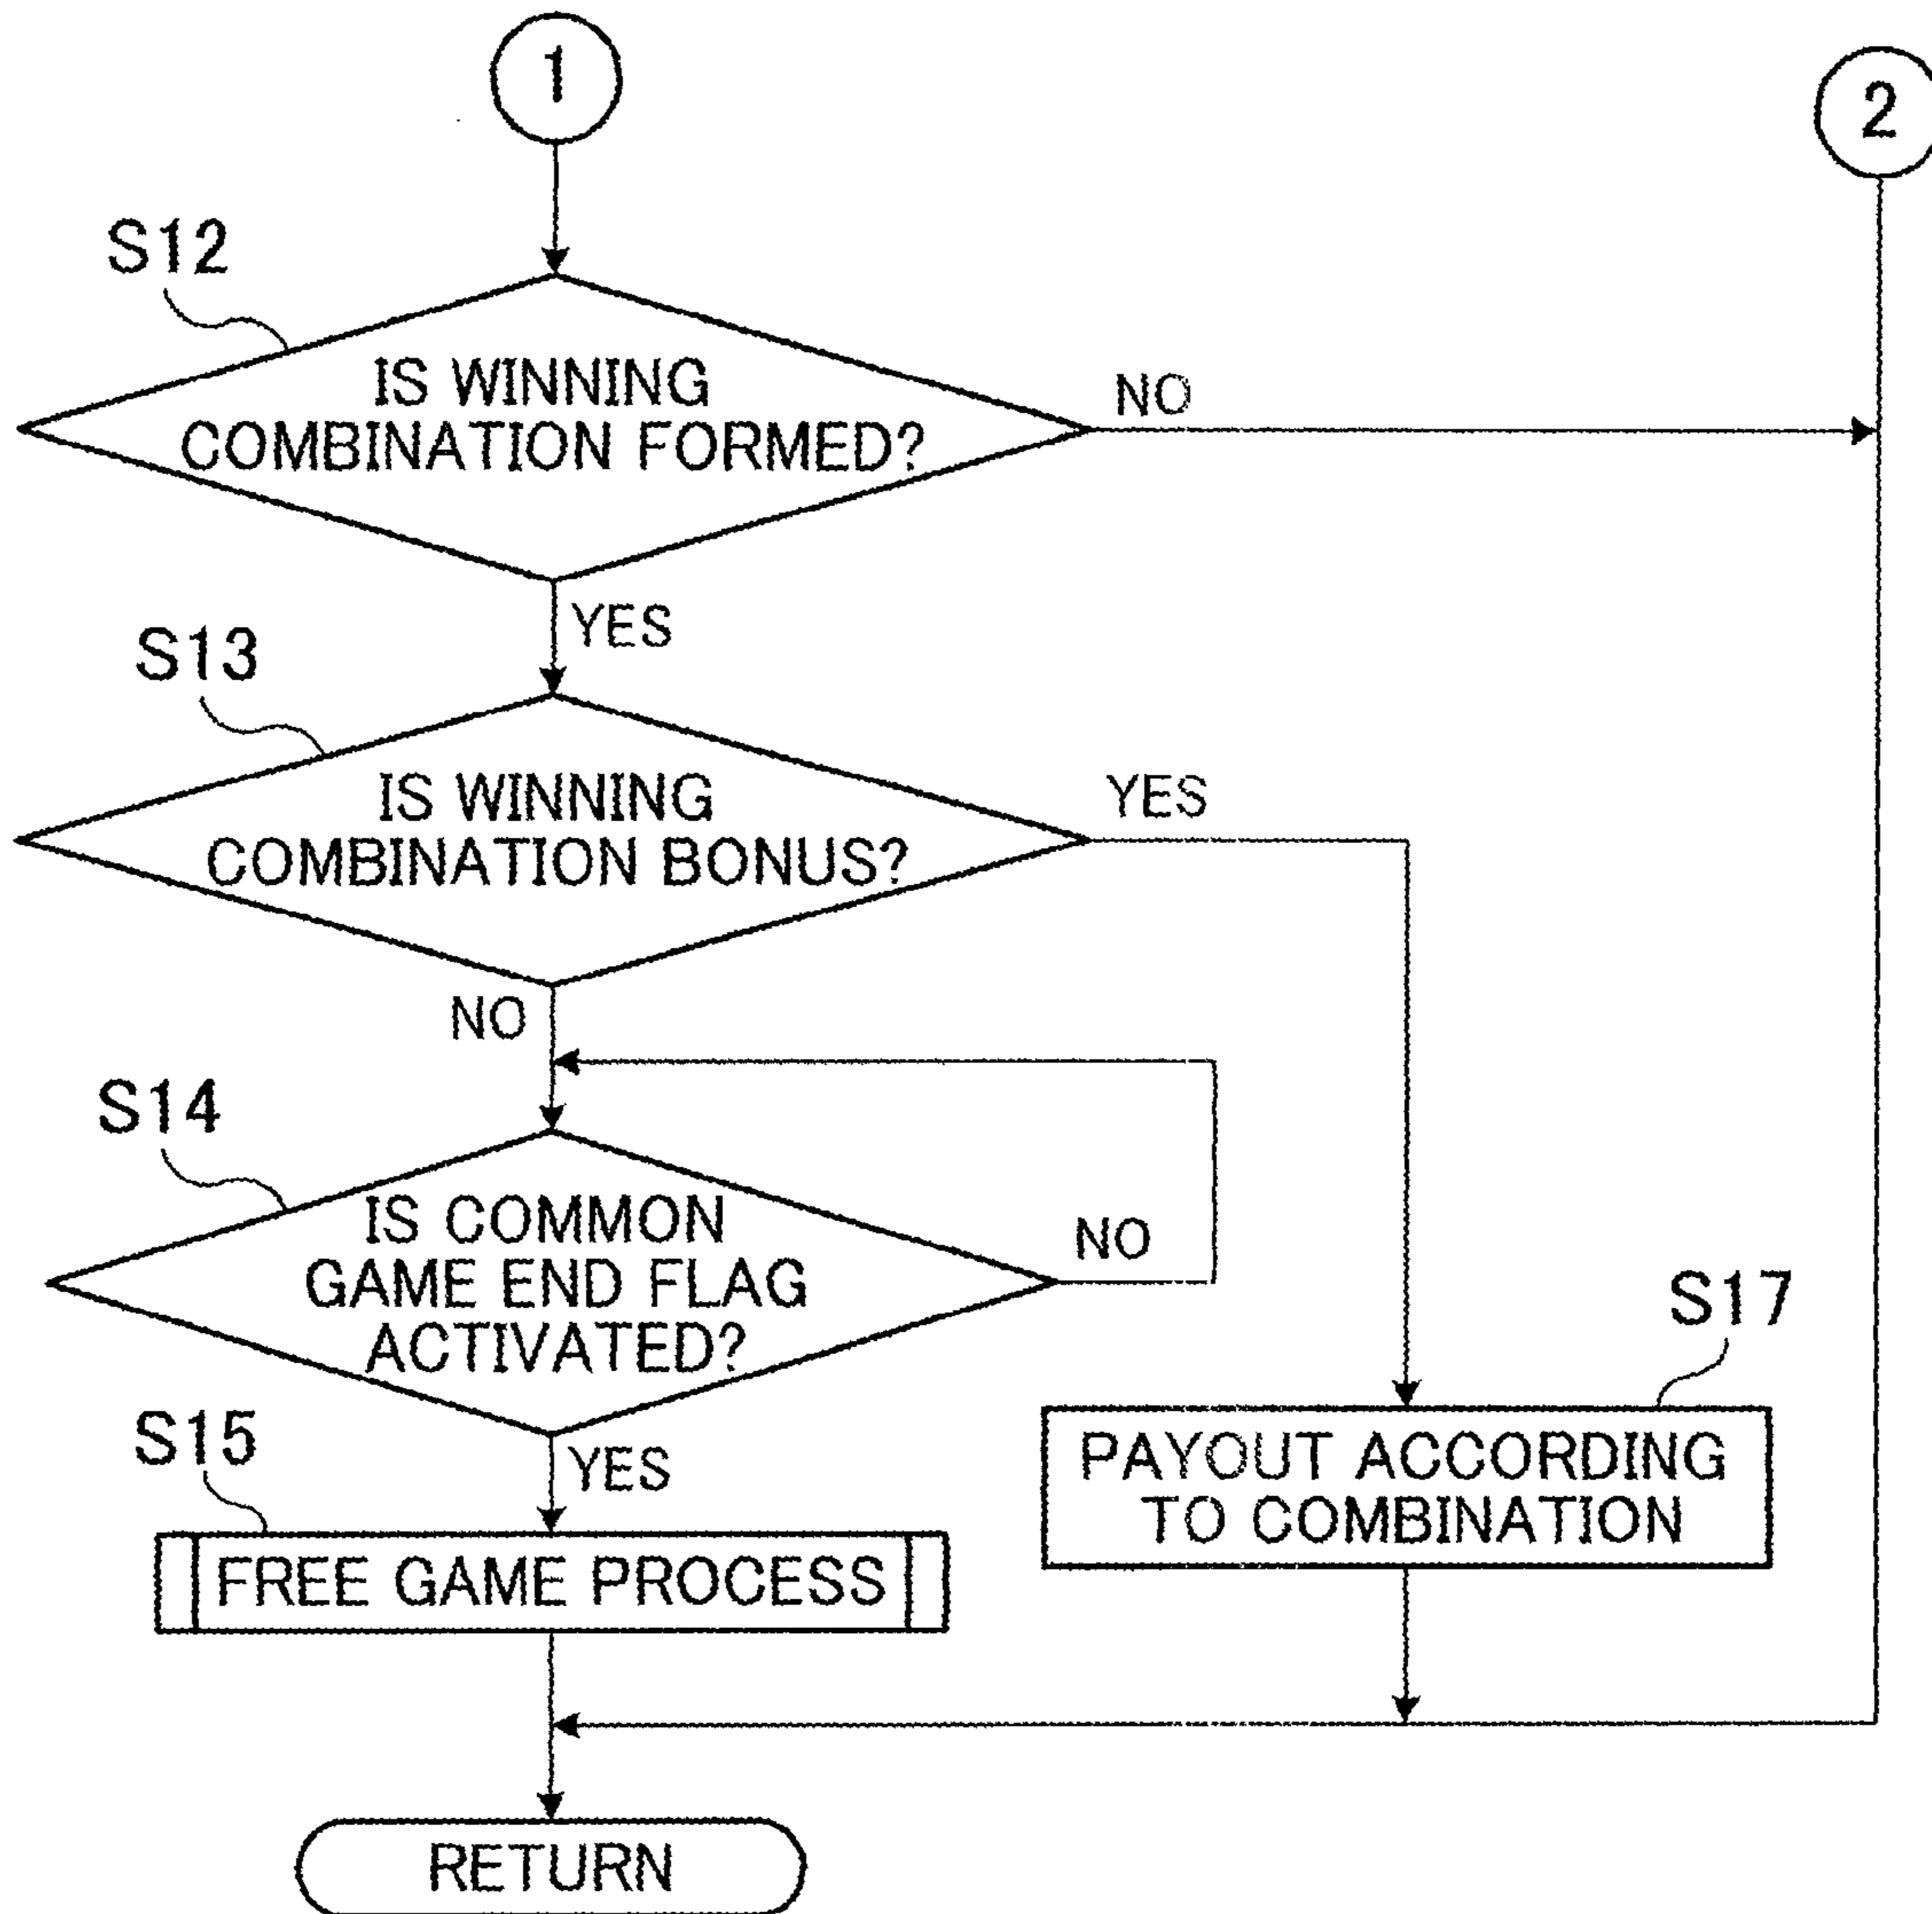 1
2
S12
IS WINNING
COMBINATION FORMED?
NO
YES
S13
IS WINNING
COMBINATION BONUS?
YES
NO
S14
IS COMMON
GAME END FLAG
ACTIVATED?
NO
S17
S15
YES
PAYOUT ACCORDING
TO COMBINATION
FREE GAME PROCESS
RETURN